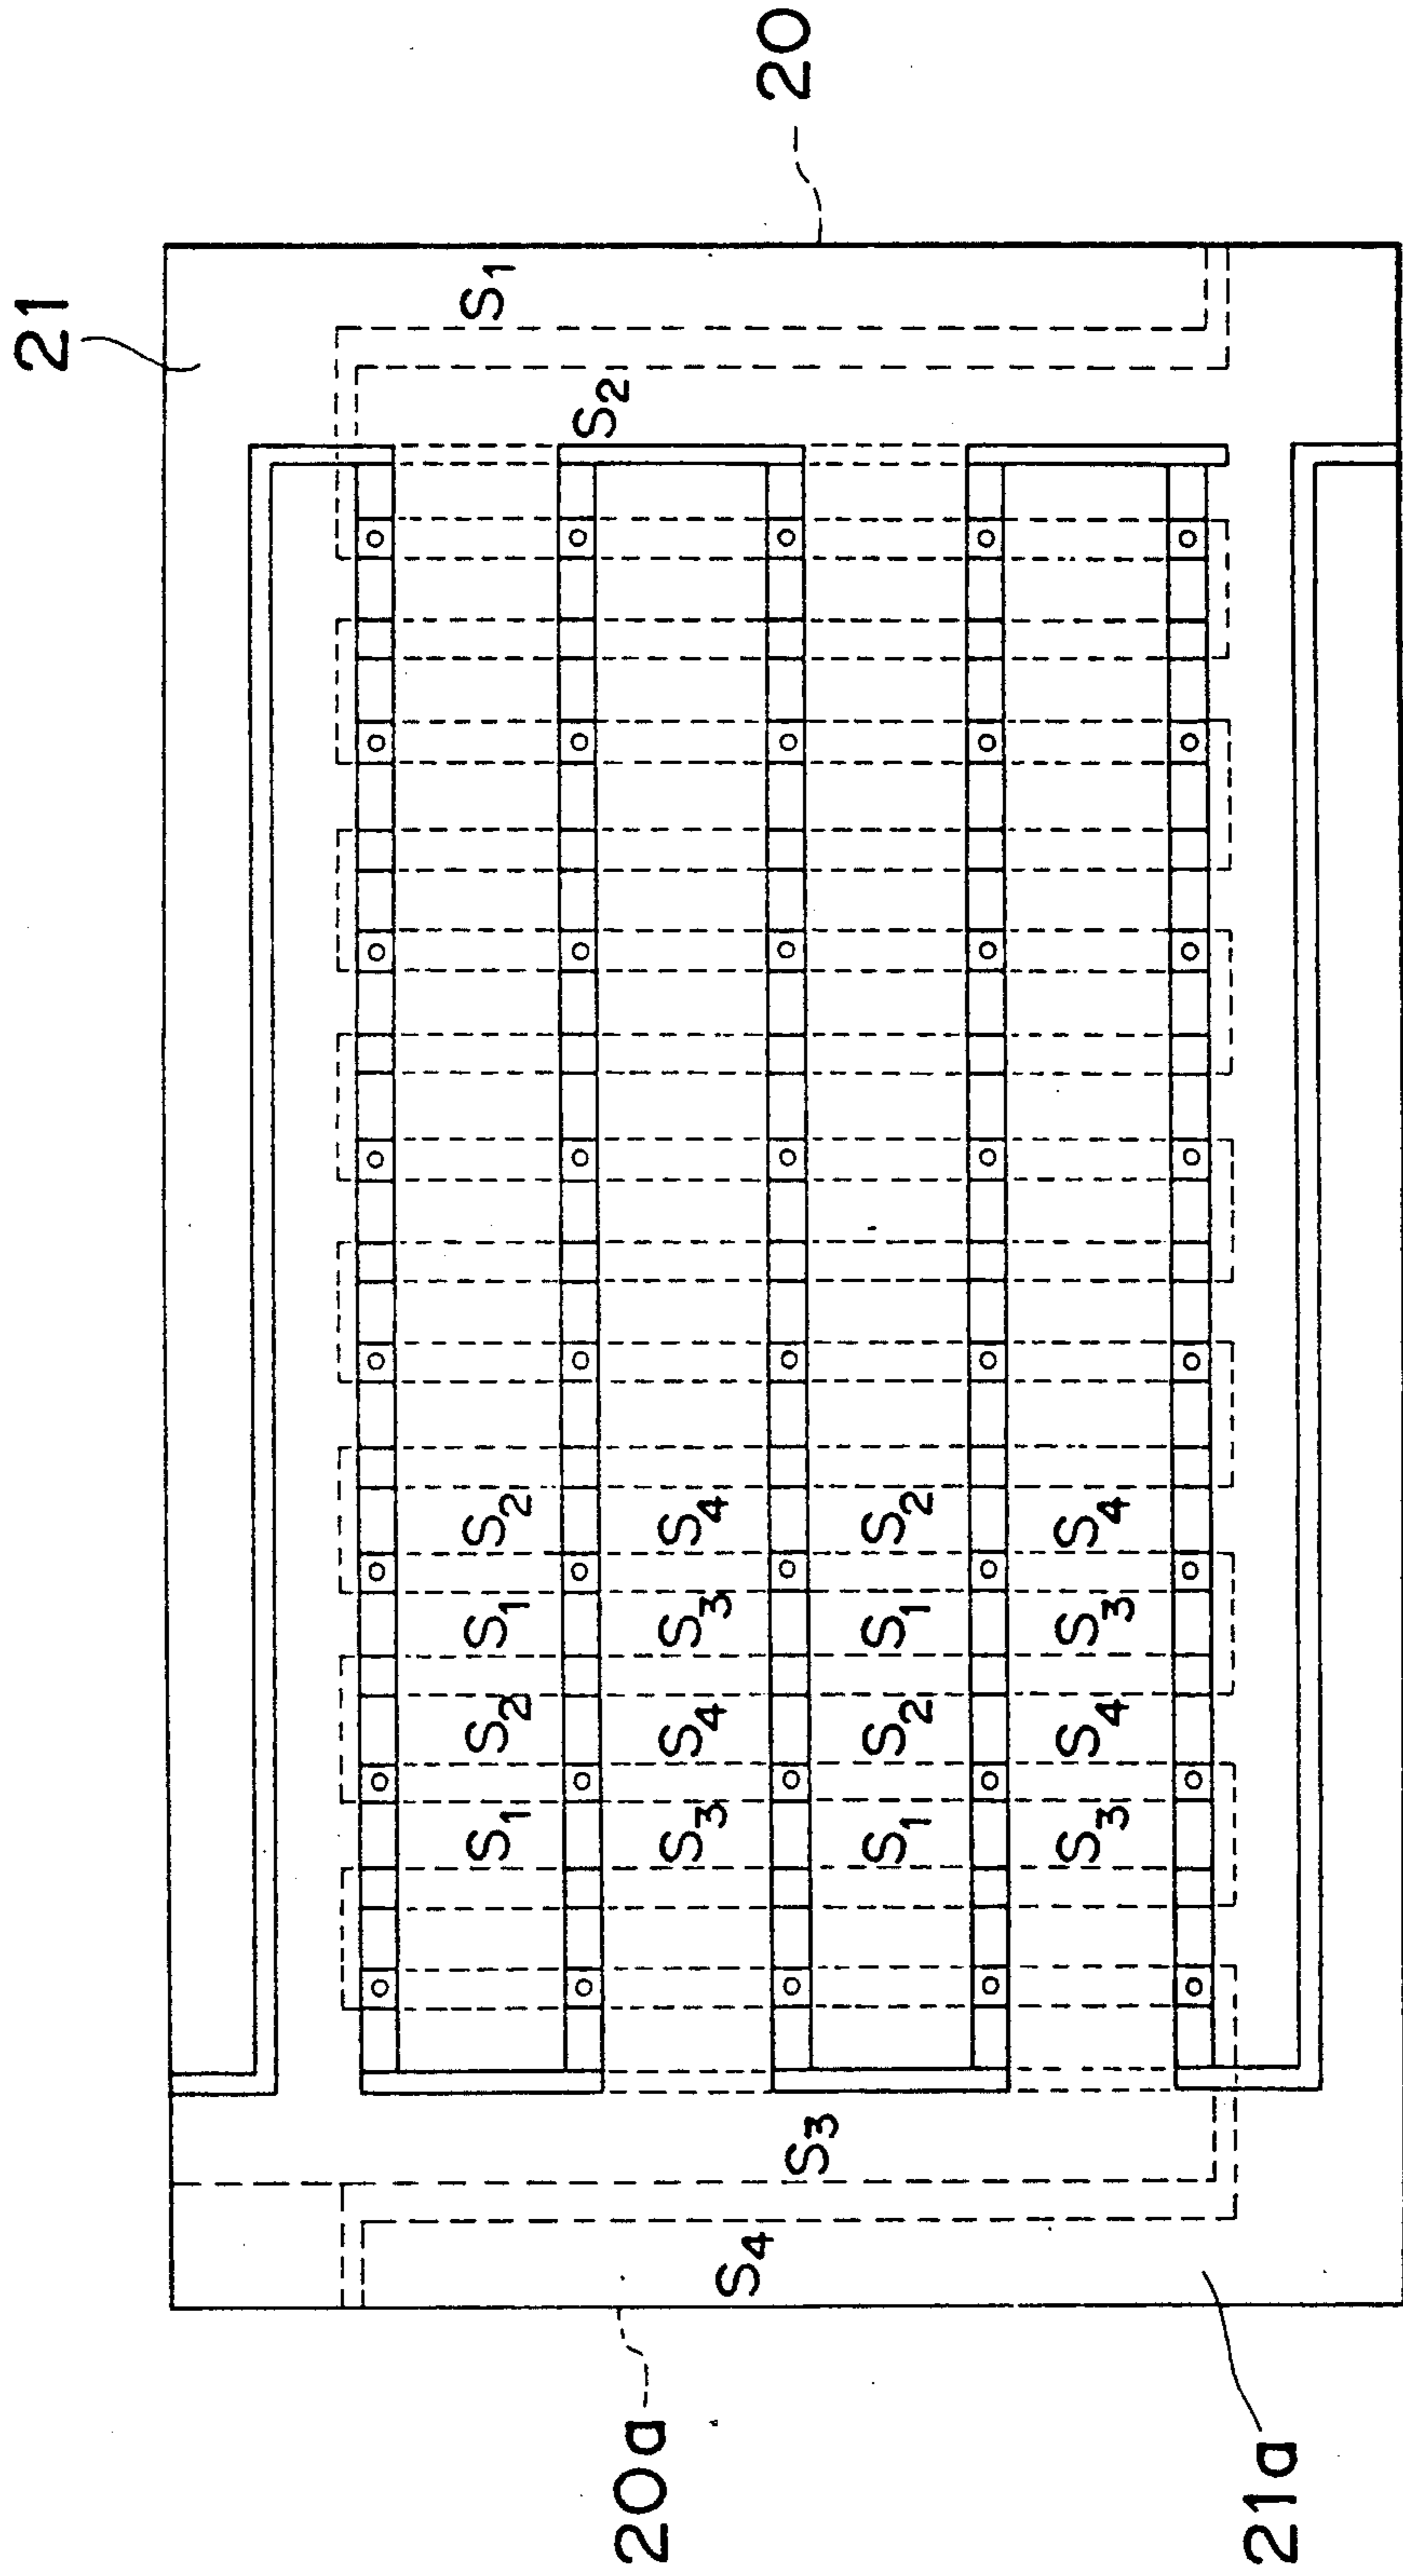 21
S₁ S₂ S₁ S₂ S₁
S₂
20a
S₃ S₄ S₃ S₄
S₄
20
S₃
S₁ S₂ S₁ S₂
S₃ S₄ S₃ S₄
21a